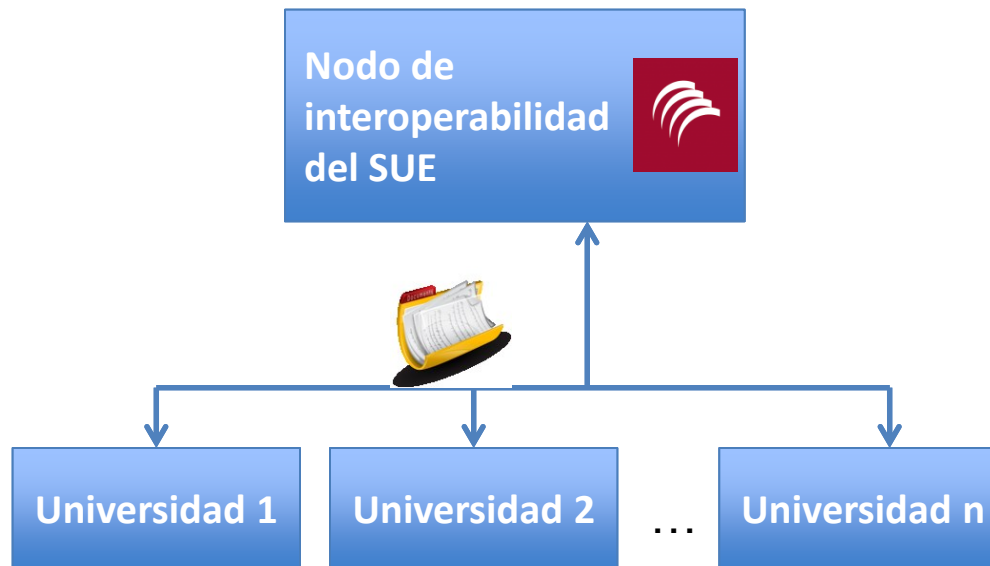 Nodo de
interoperabilidad
del SUE
Universidad 1
Universidad 2
...
Universidad n